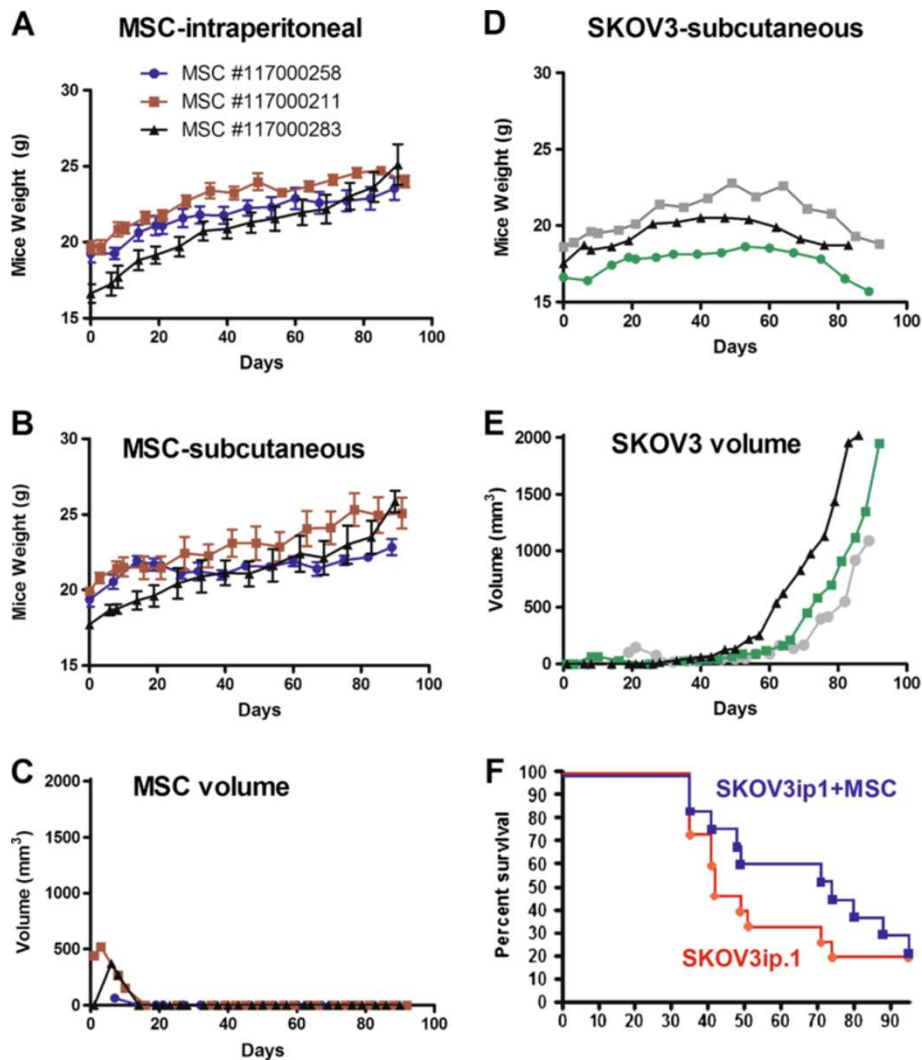 A
MSC-intraperitoneal
MSC #117000258
MSC #117000211
MSC #117000283
Mice Weight (g)
30
25
20
15
0 20 40 60 80 100
Days
B
MSC-subcutaneous
Mice Weight (g)
30
25
20
15
0 20 40 60 80 100
Days
C
MSC volume
Volume (mm³)
2000
1500
1000
500
0
0 20 40 60 80 100
Days
D
SKOV3-subcutaneous
Mice Weight (g)
30
25
20
15
0 20 40 60 80 100
Days
E
SKOV3 volume
Volume (mm³)
2000
1500
1000
500
0
0 20 40 60 80 100
Days
F
SKOV3ip1+MSC
SKOV3ip.1
Percent survival
100
90
80
70
60
50
40
30
20
10
0
0 10 20 30 40 50 60 70 80 90